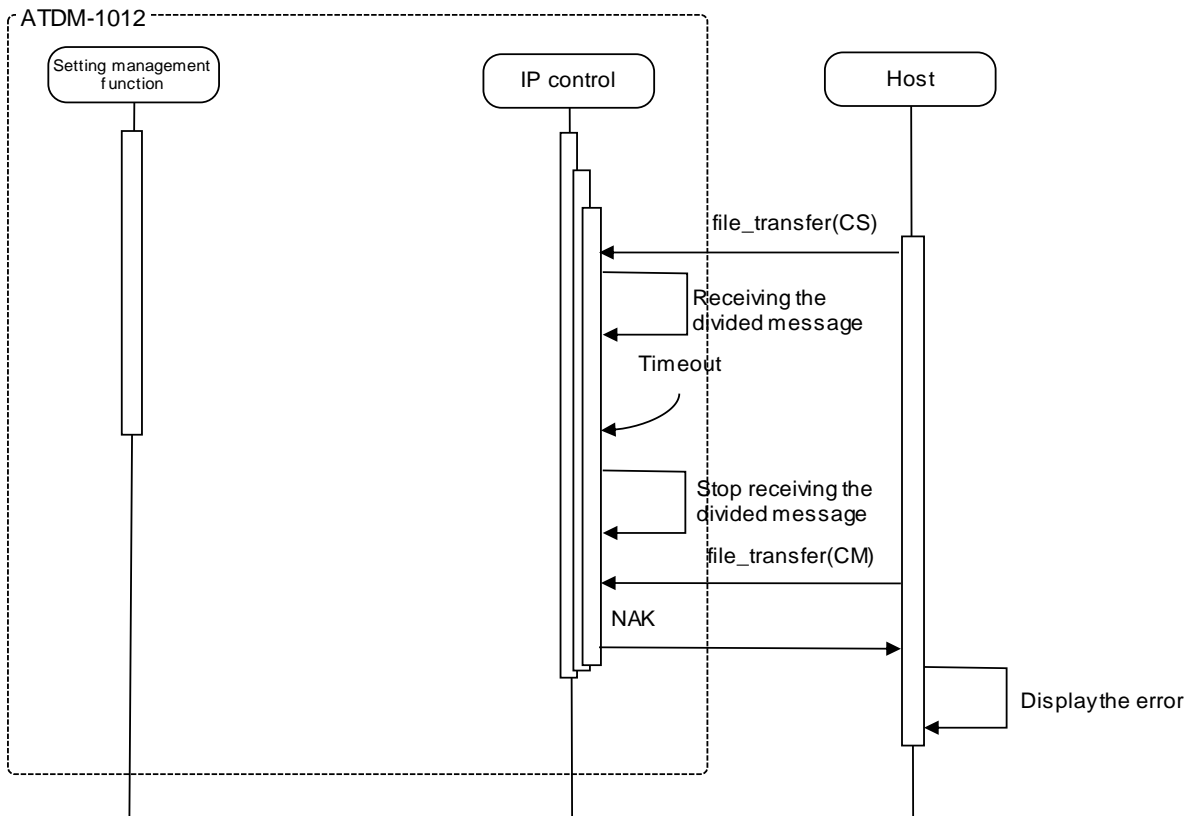 ATDM-1012
Setting management
function
IP control
Host
file_transfer(CS)
Receiving the
divided message
Timeout
Stop receiving the
divided message
file_transfer(CM)
NAK
Display the error